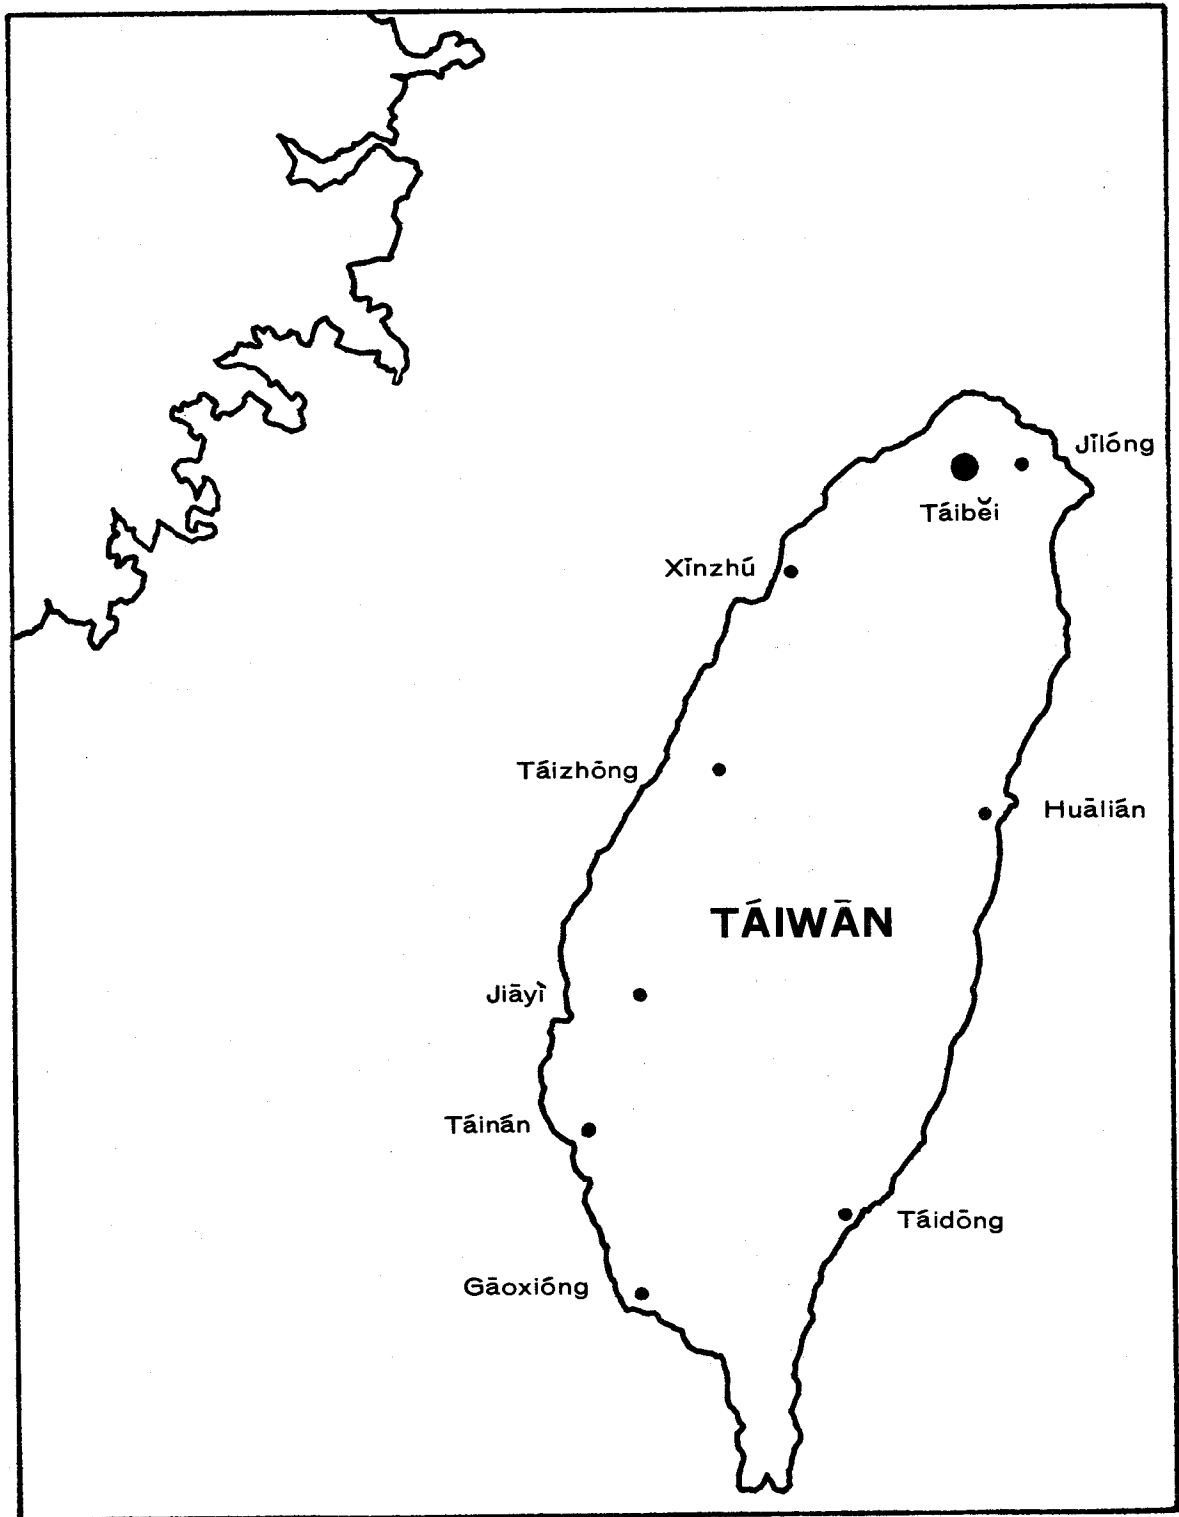 Jīlóng
Táiběi
Xīnzhú
Táizhōng
Huālián
TÁIWĀN
Jiāyì
Táinán
Táidōng
Gāoxióng